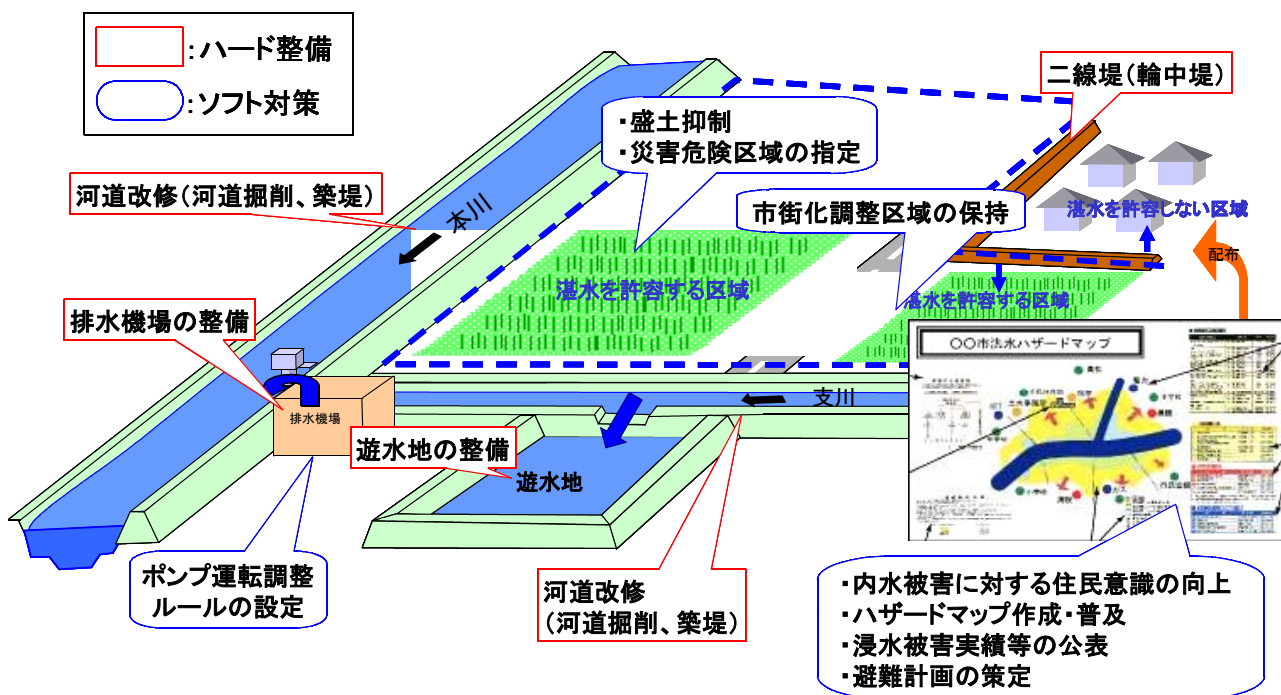 :ハード整備
:ソフト対策
二線堤(輪中堤)
・盛土抑制
・災害危険区域の指定
河道改修(河道掘削、築堤)
本川
市街化調整区域の保持
湛水を許容しない区域
配布
湛水を許容する区域
湛水を許容する区域
排水機場の整備
〇〇市洪水ハザードマップ
排水機場
支川
遊水地の整備
遊水地
ポンプ運転調整
ルールの設定
河道改修
(河道掘削、築堤)
・内水被害に対する住民意識の向上
・ハザードマップ作成・普及
・浸水被害実績等の公表
・避難計画の策定